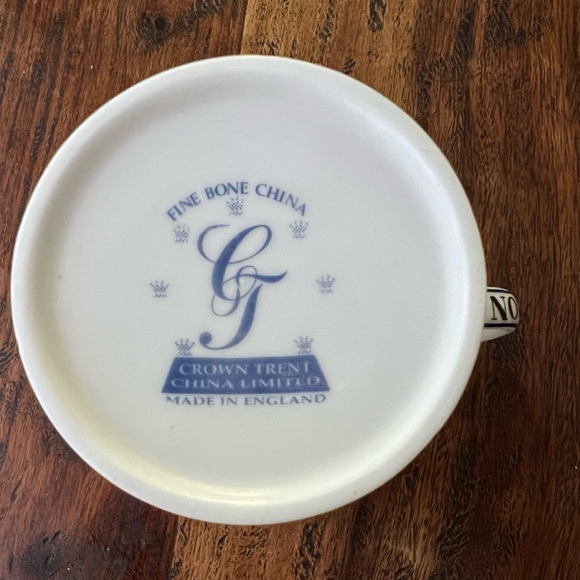 FINE BONE CHINA
CT
CROWN TRENT
CHINA LIMITED
MADE IN ENGLAND
NO